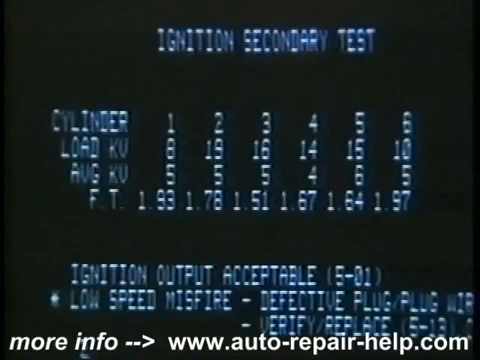 IGNITION SECONDARY TEST
CYLINDER 1 2 3 4 5 6
LOAD KV 8 19 16 14 15 10
AVG KV 5 5 5 4 6 5
F.T. 1.93 1.78 1.51 1.67 1.64 1.97
IGNITION OUTPUT ACCEPTABLE (5-01)
* LOW SPEED MISFIRE - DEFECTIVE PLUG/PLUG WIR
- VERIFY/REPLACE (5-13)
more info --> www.auto-repair-help.com